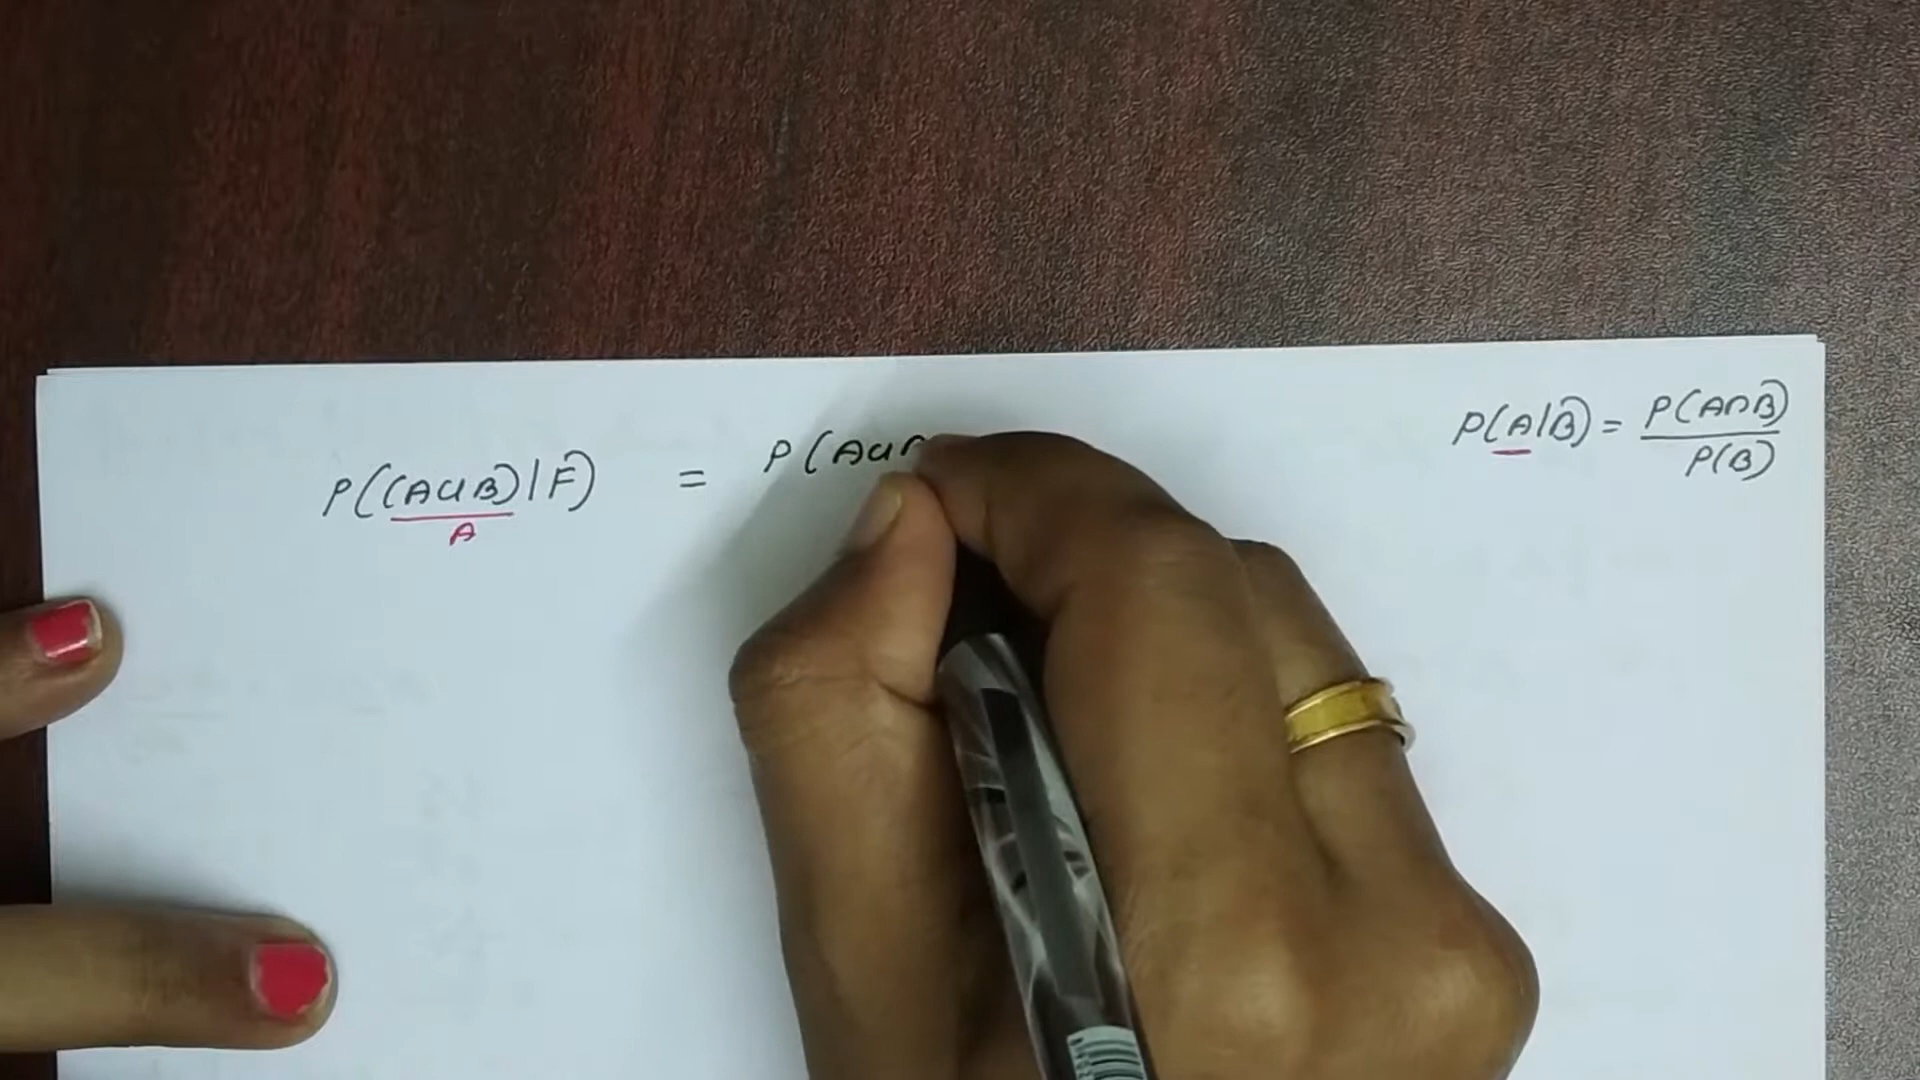 P((A∪B)|F) = P(A∪
A
P(A|B) = P(A∩B)
P(B)